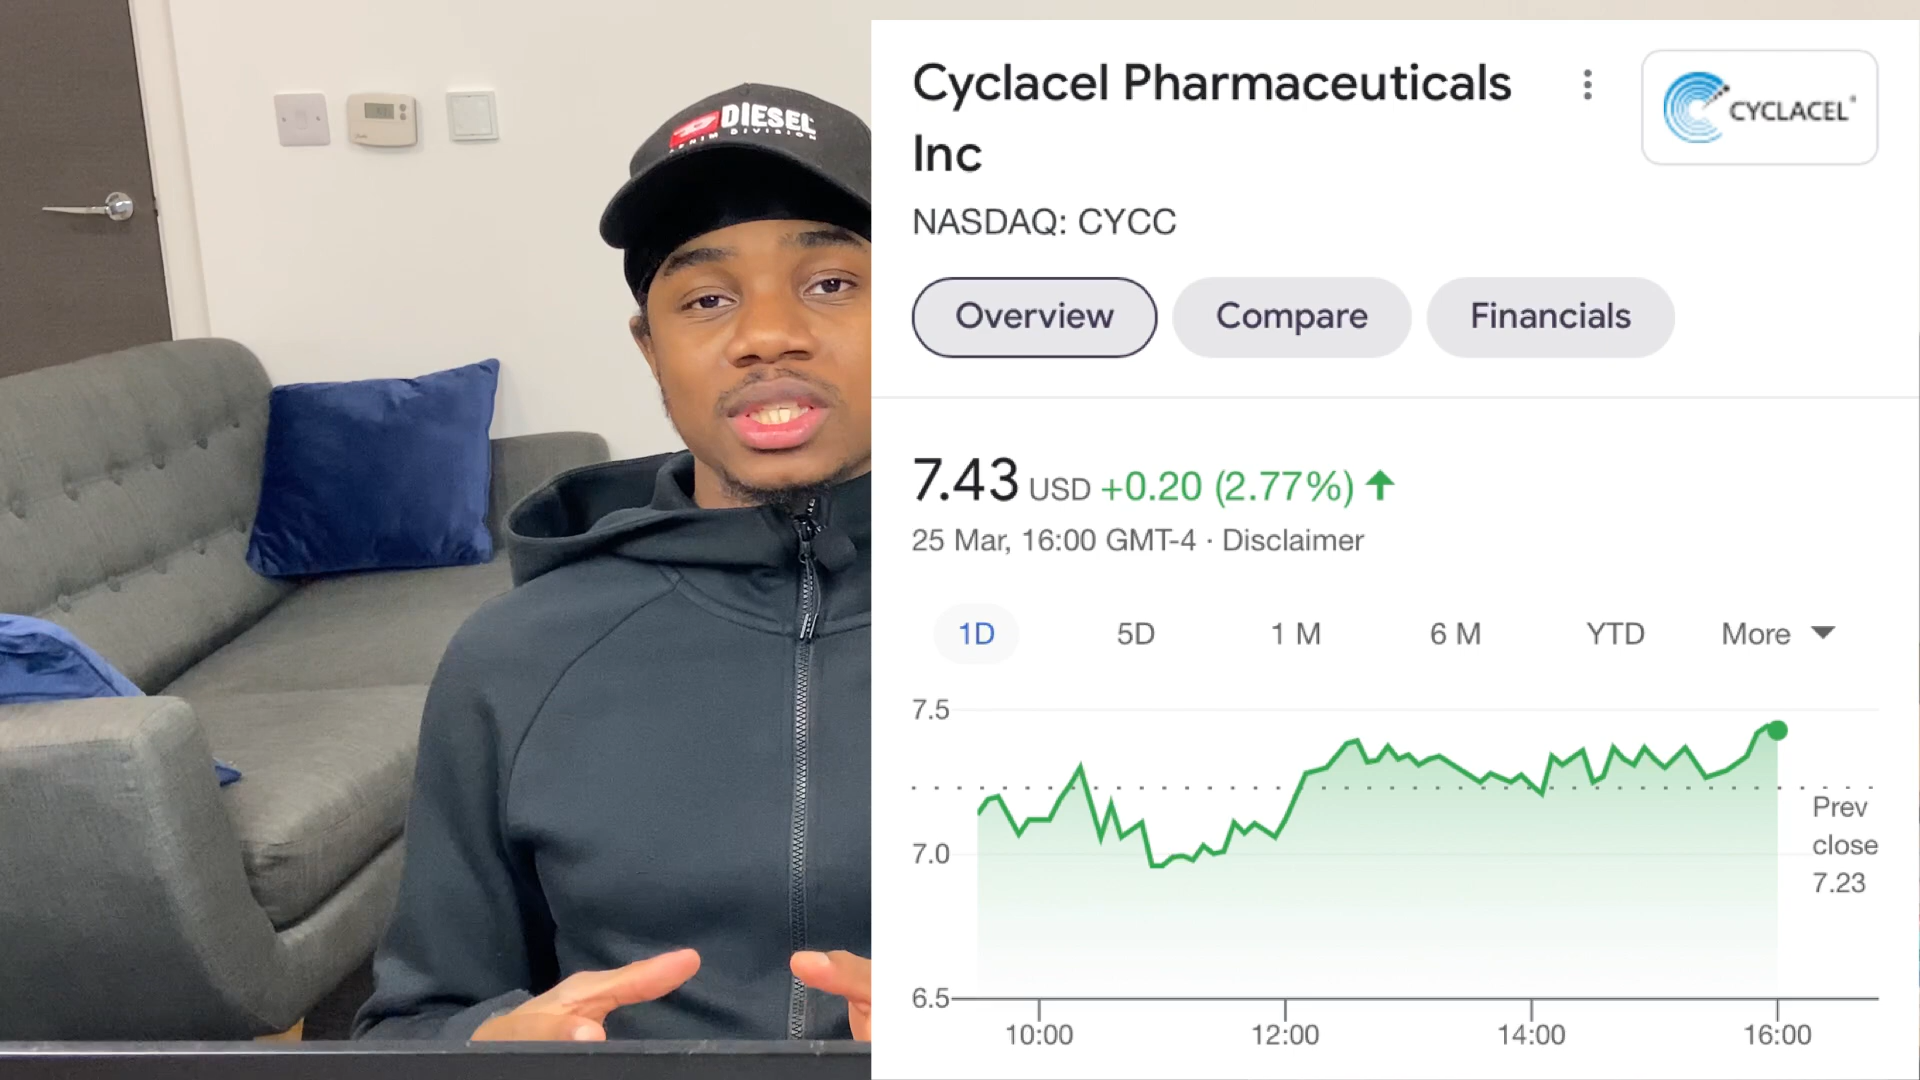 DIESEL
DIVISION
Cyclacel Pharmaceuticals
Inc
CYCLACEL
NASDAQ: CYCC
Overview
Compare
Financials
7.43 USD +0.20 (2.77%)
25 Mar, 16:00 GMT-4 · Disclaimer
1D
5D
1 M
6 M
YTD
More
7.5
7.0
6.5
Prev
close
7.23
10:00
12:00
14:00
16:00